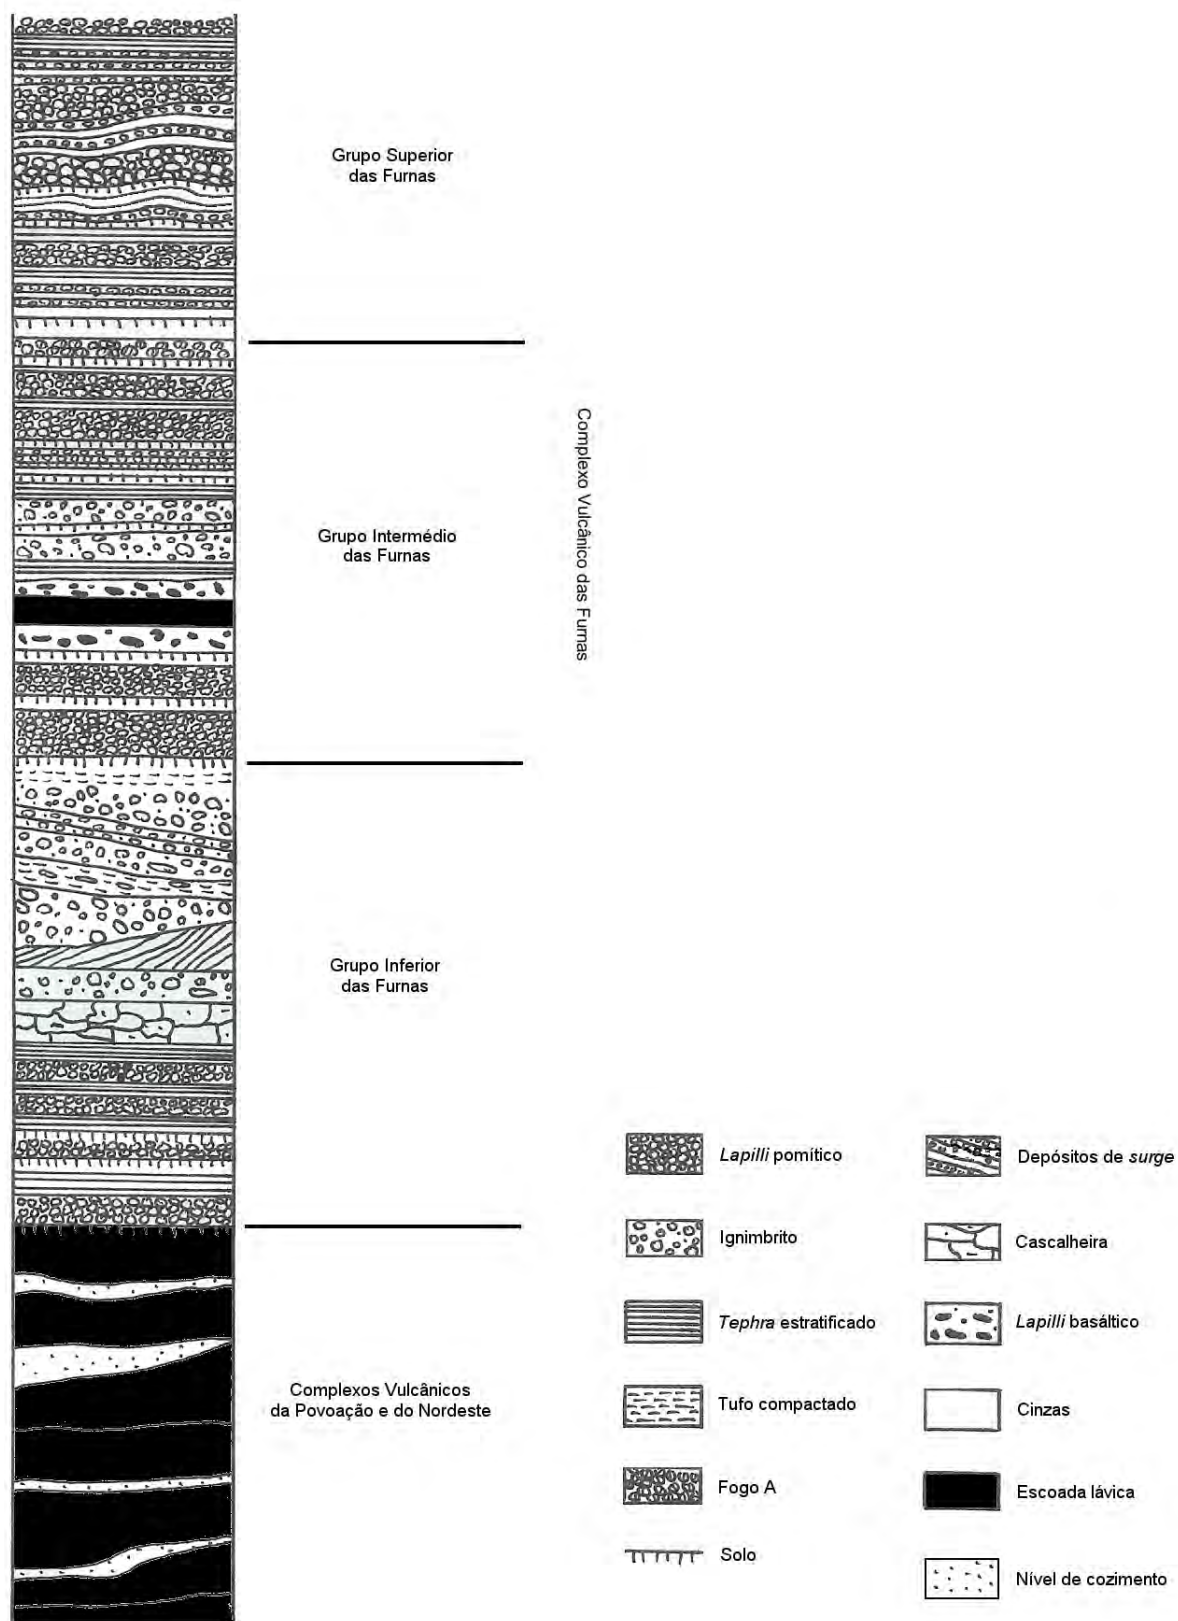 Grupo Superior
das Furnas
Grupo Intermédio
das Furnas
Complexo Vulcânico das Furnas
Grupo Inferior
das Furnas
Complexos Vulcânicos
da Povoação e do Nordeste
Lapilli pomítico
Ignimbrito
Tephra estratificado
Tufo compactado
Fogo A
Solo
Depósitos de surge
Cascalheira
Lapilli basáltico
Cinzas
Escoada lávica
Nível de cozimento